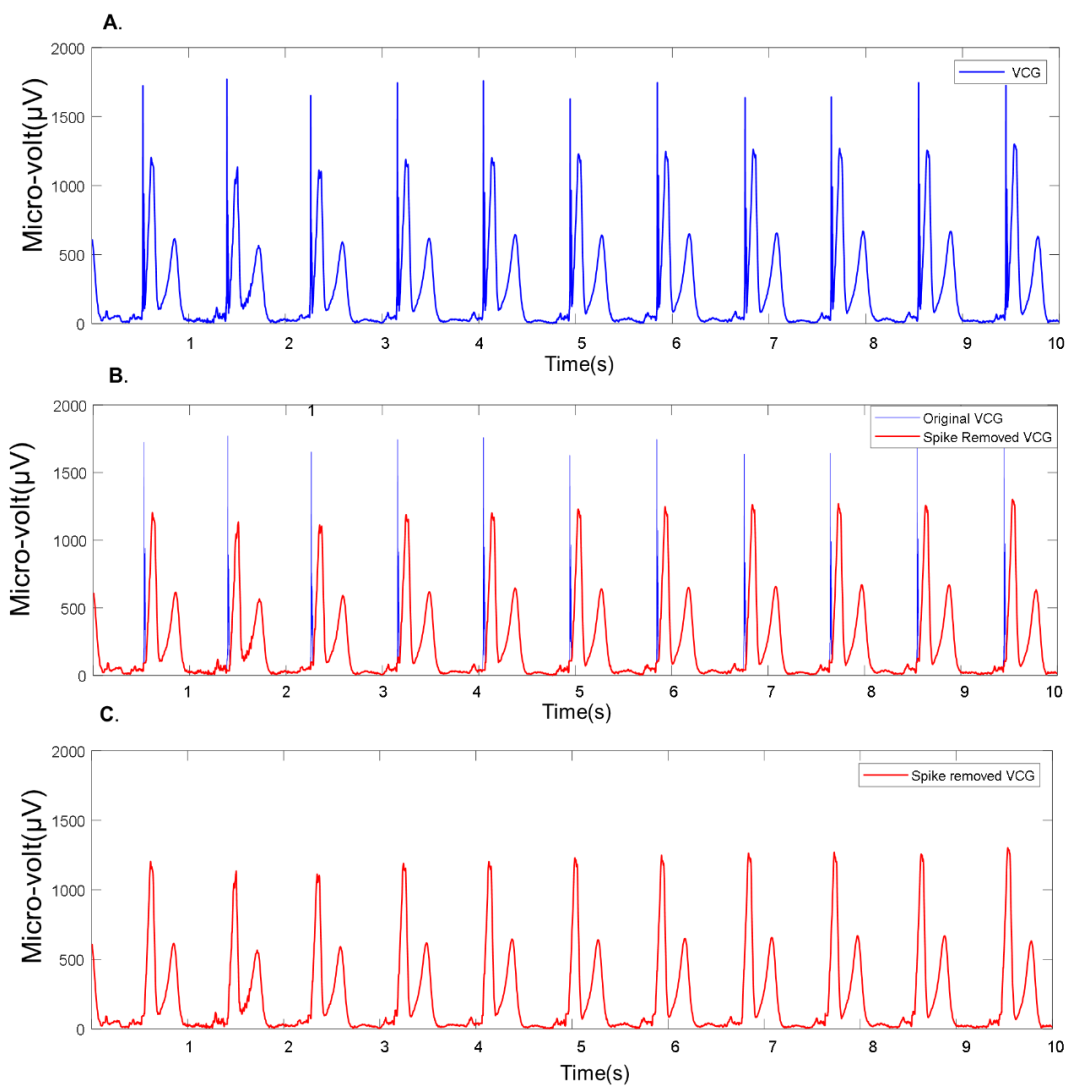 A.
2000
1500
1000
500
0
Micro-volt(µV)
VCG
1 2 3 4 5 6 7 8 9 10
Time(s)
B.
2000
1500
1000
500
0
Micro-volt(µV)
1
Original VCG
Spike Removed VCG
1 2 3 4 5 6 7 8 9 10
Time(s)
C.
2000
1500
1000
500
0
Micro-volt(µV)
Spike removed VCG
1 2 3 4 5 6 7 8 9 10
Time(s)